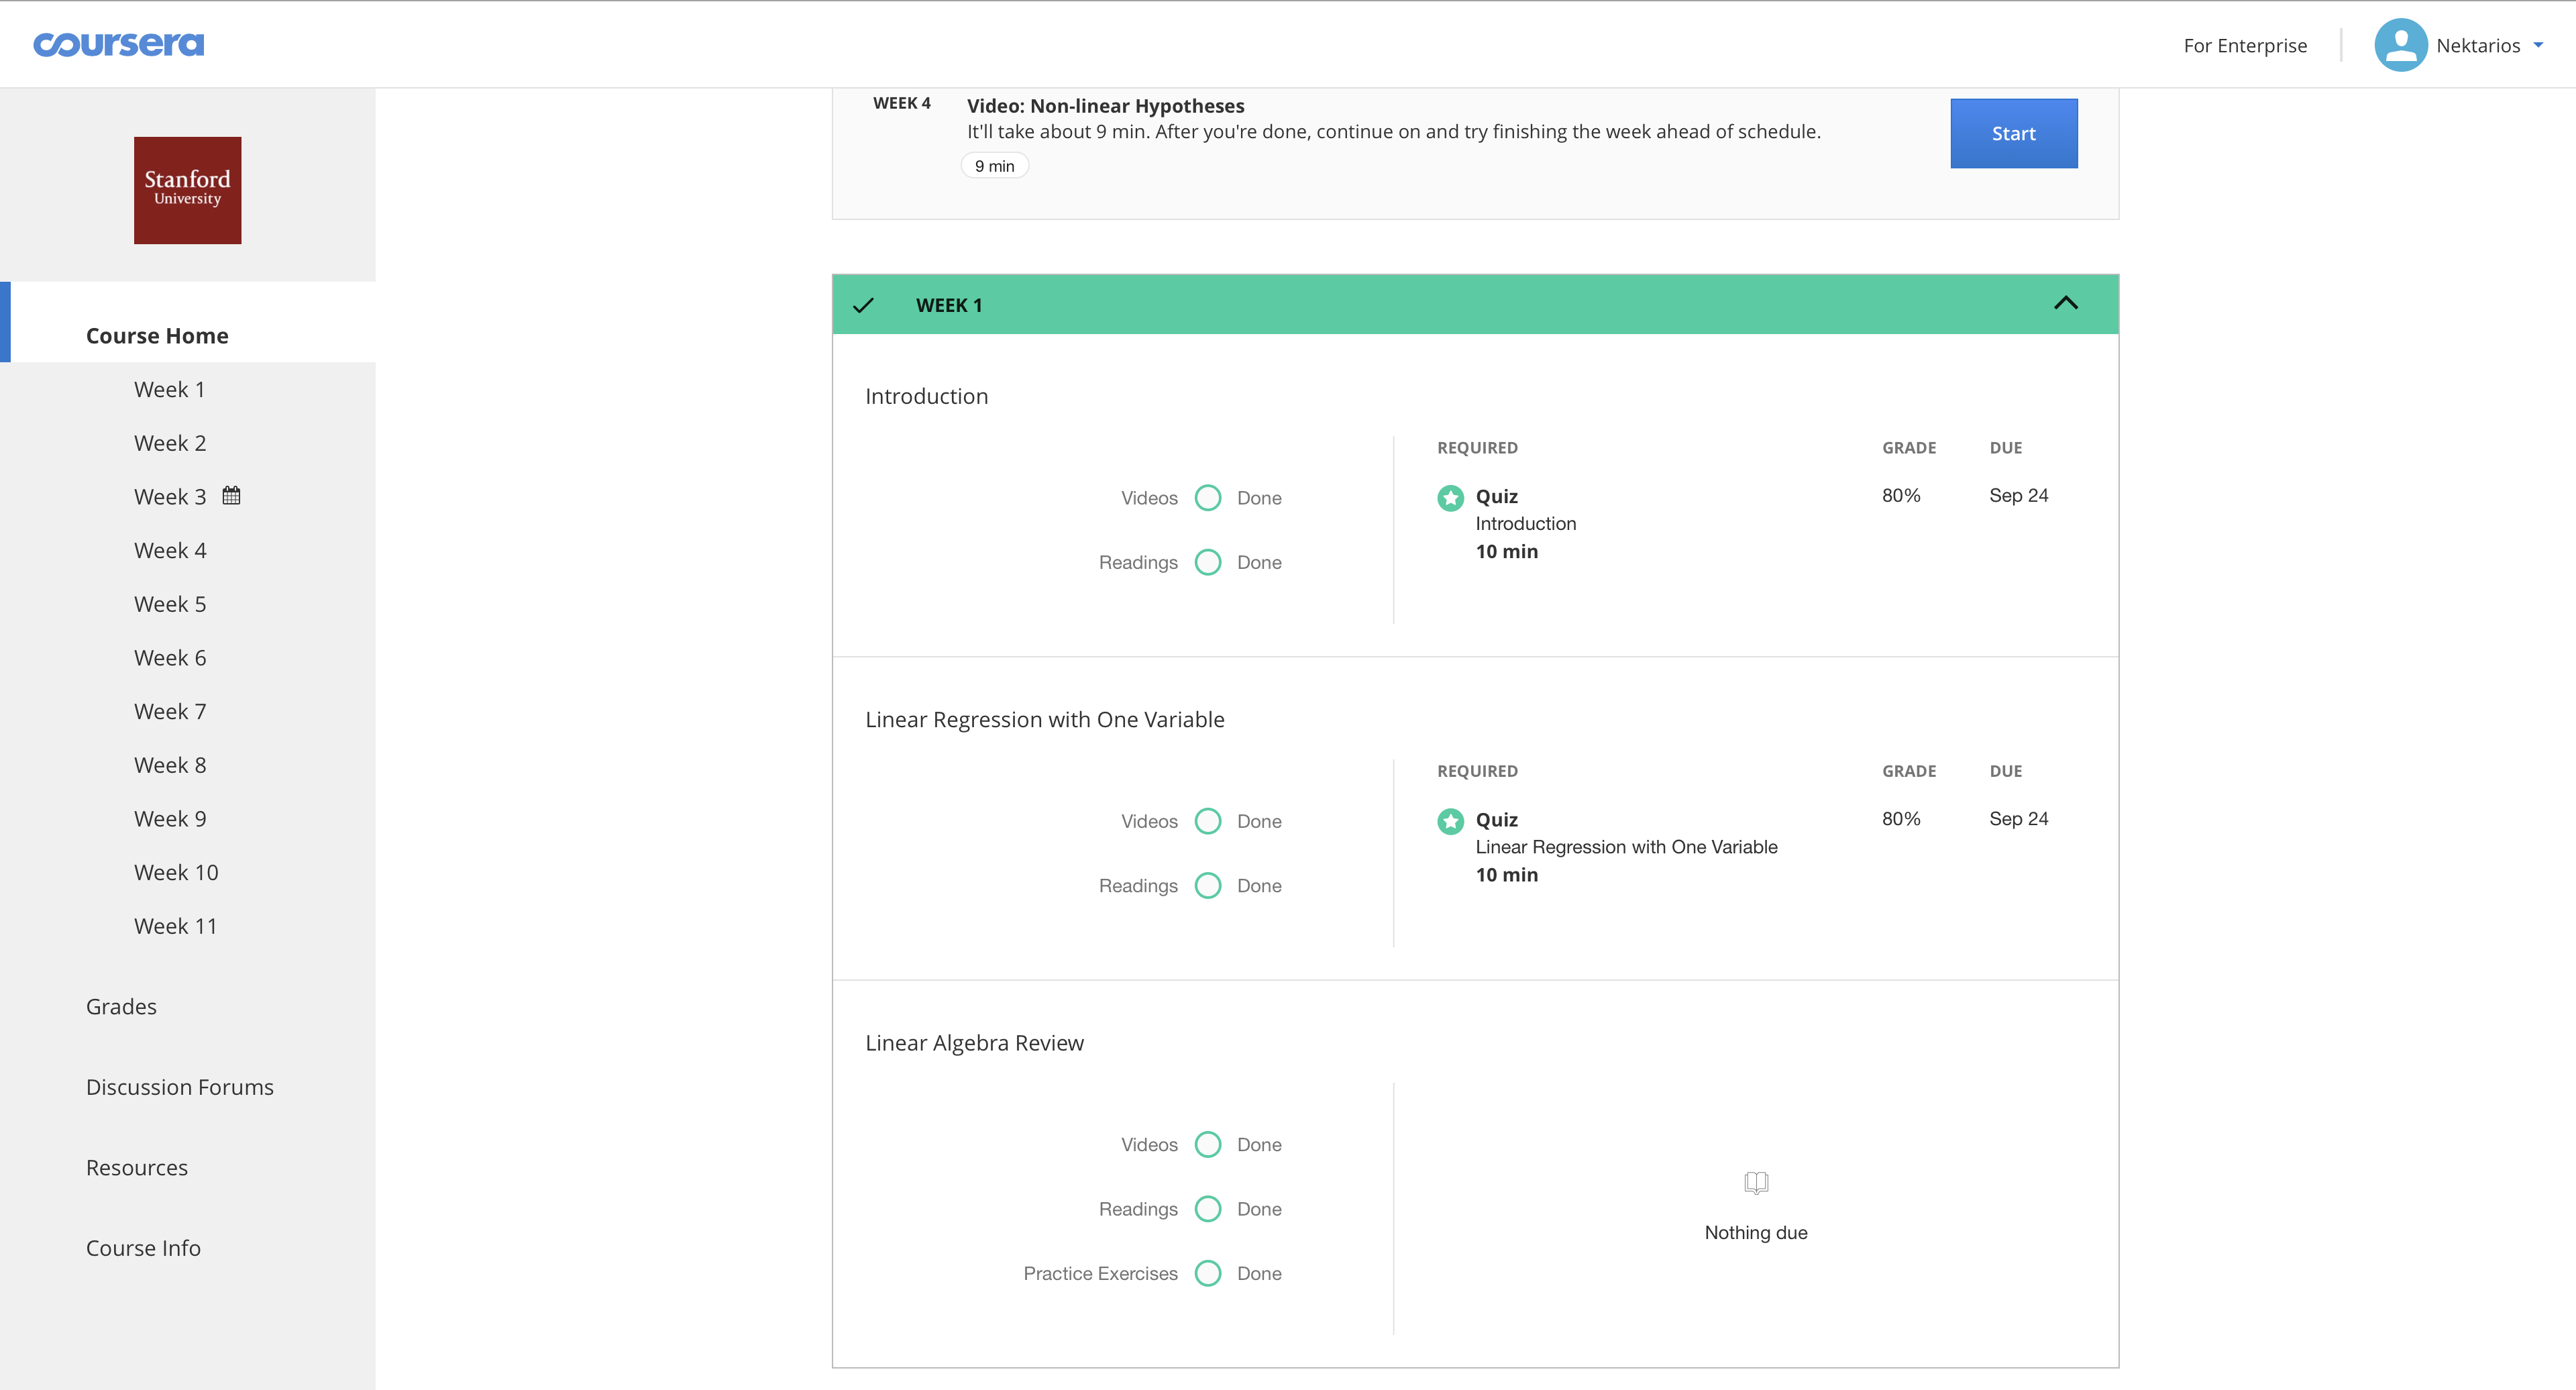 coursera
For Enterprise
Nektarios
Stanford
University
Course Home
Week 1
Week 2
Week 3
Week 4
Week 5
Week 6
Week 7
Week 8
Week 9
Week 10
Week 11
Grades
Discussion Forums
Resources
Course Info
WEEK 4
Video: Non-linear Hypotheses
It'll take about 9 min. After you're done, continue on and try finishing the week ahead of schedule.
9 min
Start
WEEK 1
Introduction
Videos Done
Readings Done
REQUIRED GRADE DUE
Quiz 80% Sep 24
Introduction
10 min
Linear Regression with One Variable
Videos Done
Readings Done
REQUIRED GRADE DUE
Quiz 80% Sep 24
Linear Regression with One Variable
10 min
Linear Algebra Review
Videos Done
Readings Done
Practice Exercises Done
Nothing due